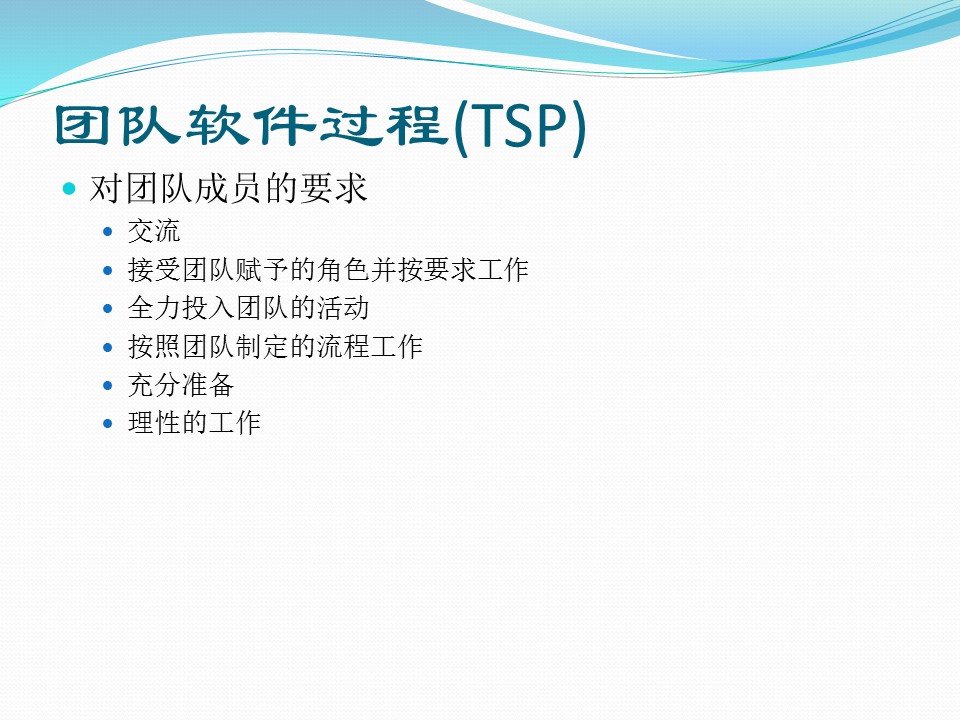 团队软件过程(TSP)
对团队成员的要求
交流
接受团队赋予的角色并按要求工作
全力投入团队的活动
按照团队制定的流程工作
充分准备
理性的工作